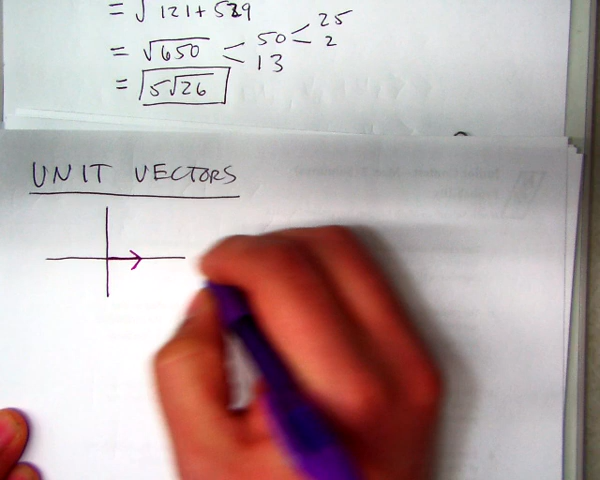 = √121+529
= √650 < 50 < 25
2
13
= 5√26
UNIT VECTORS